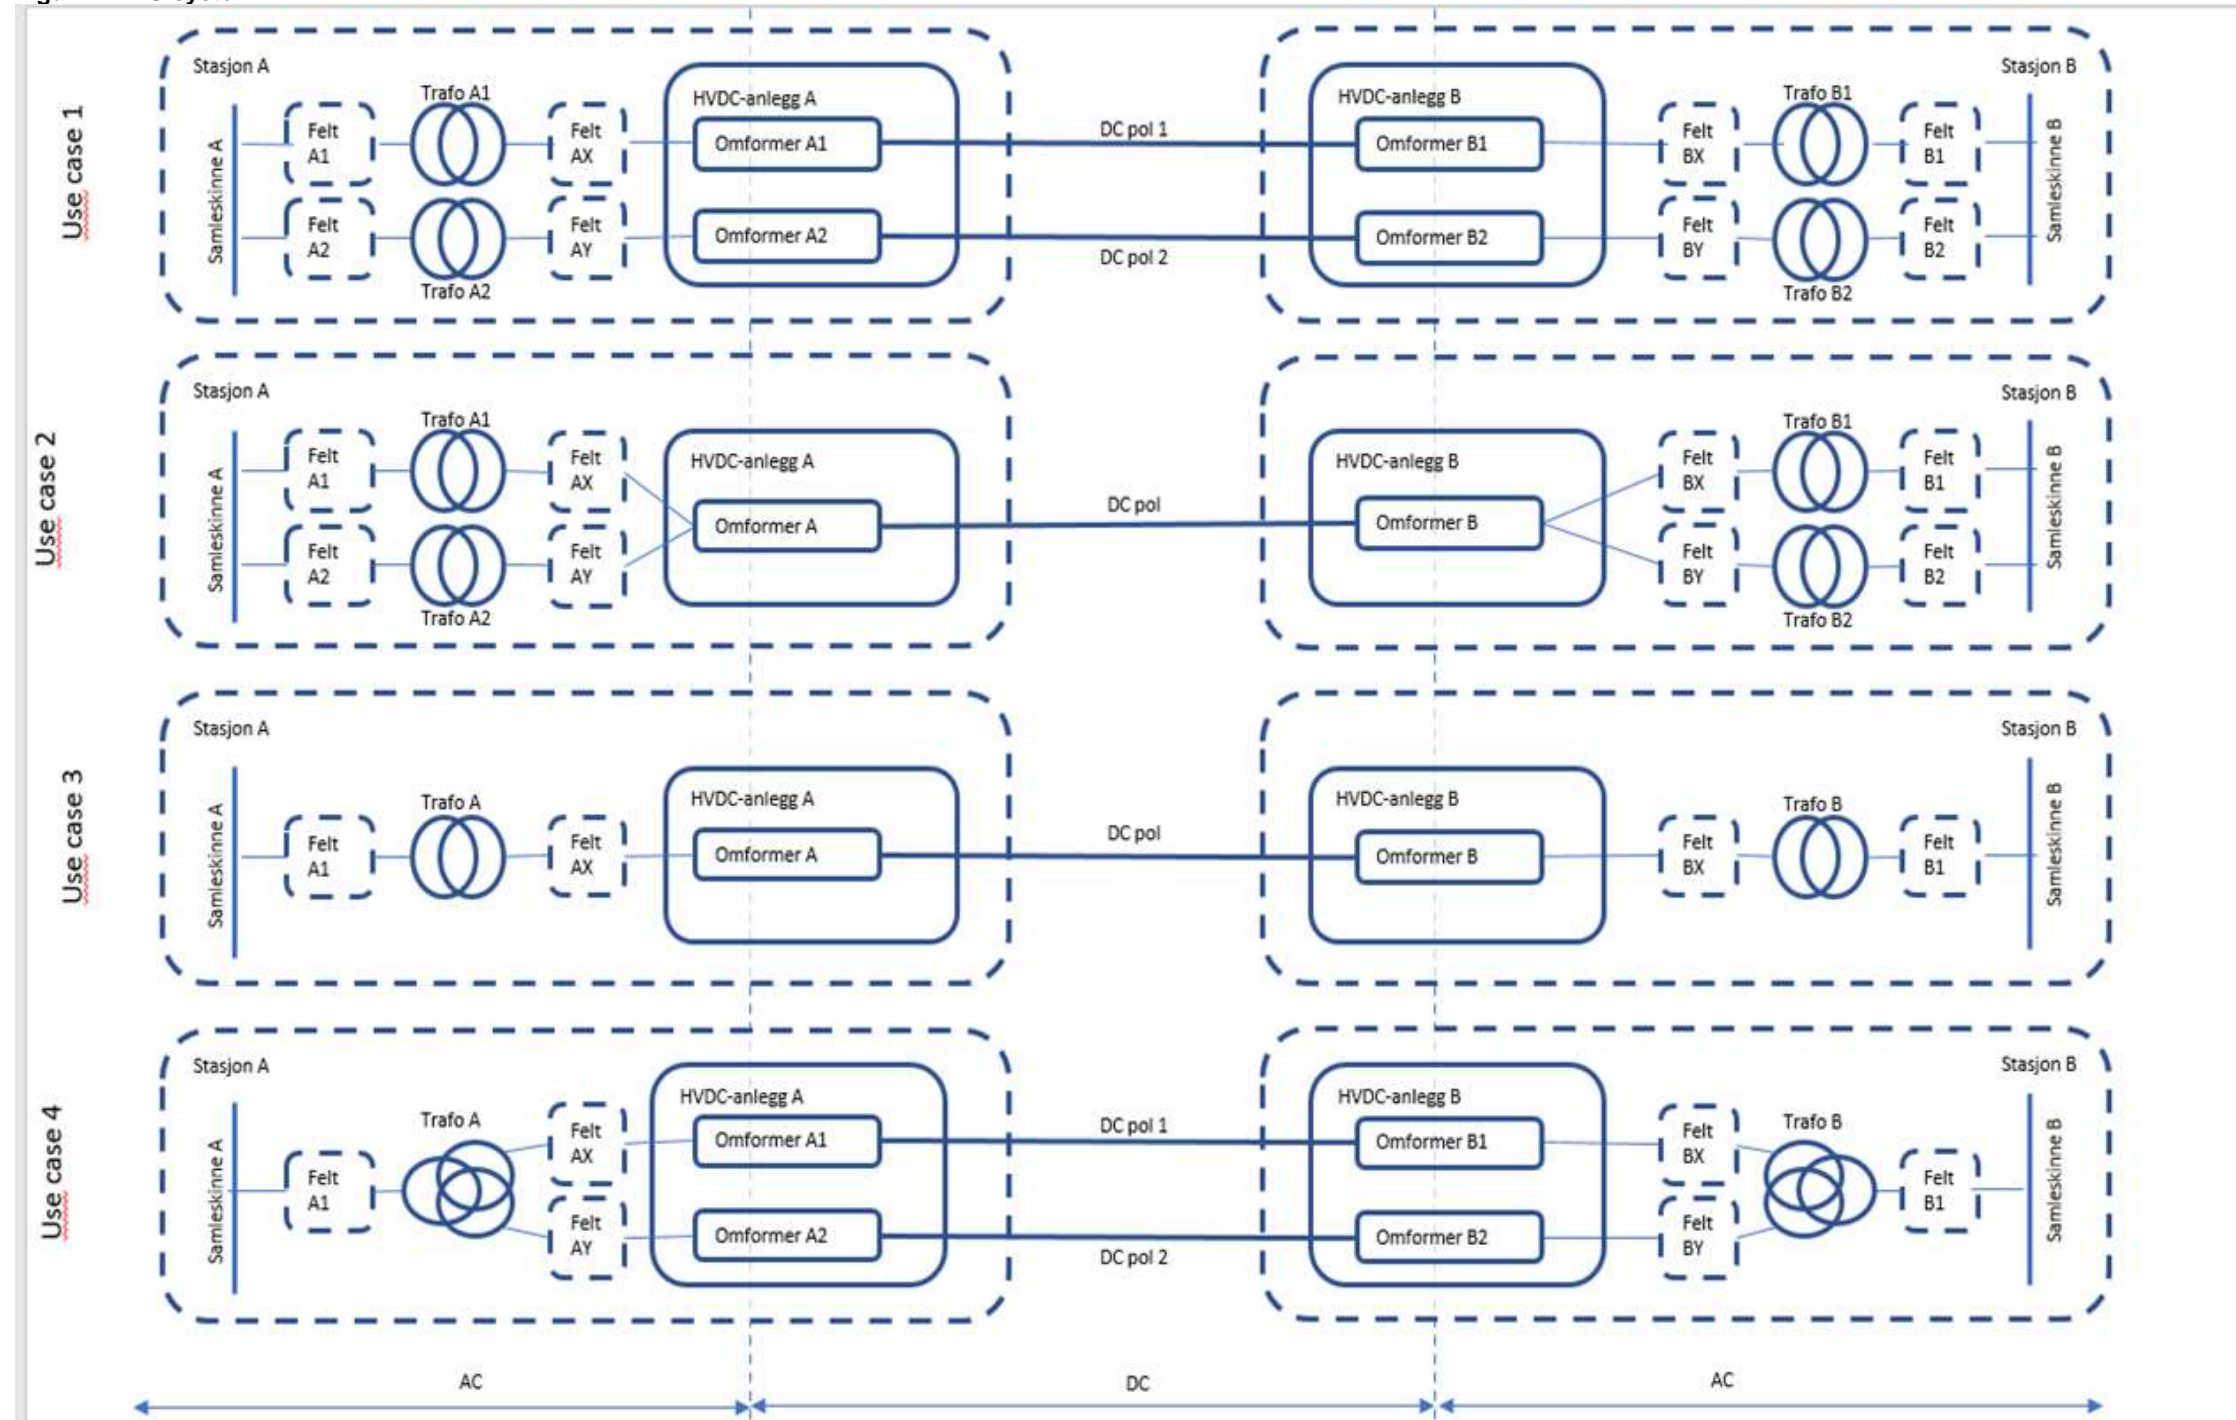 Use case 1
Stasjon A
Samleskinne A
Felt
A1
Felt
A2
Trafo A1
Trafo A2
Felt
AX
Felt
AY
HVDC-anlegg A
Omformer A1
Omformer A2
DC pol 1
DC pol 2
HVDC-anlegg B
Omformer B1
Omformer B2
Felt
BX
Felt
BY
Trafo B1
Trafo B2
Felt
B1
Felt
B2
Stasjon B
Samleskinne B
Use case 2
Stasjon A
Samleskinne A
Felt
A1
Felt
A2
Trafo A1
Trafo A2
Felt
AX
Felt
AY
HVDC-anlegg A
Omformer A
DC pol
HVDC-anlegg B
Omformer B
Felt
BX
Felt
BY
Trafo B1
Trafo B2
Felt
B1
Felt
B2
Stasjon B
Samleskinne B
Use case 3
Stasjon A
Samleskinne A
Felt
A1
Trafo A
Felt
AX
HVDC-anlegg A
Omformer A
DC pol
HVDC-anlegg B
Omformer B
Felt
BX
Trafo B
Felt
B1
Stasjon B
Samleskinne B
Use case 4
Stasjon A
Samleskinne A
Felt
A1
Trafo A
Felt
AX
Felt
AY
HVDC-anlegg A
Omformer A1
Omformer A2
DC pol 1
DC pol 2
HVDC-anlegg B
Omformer B1
Omformer B2
Felt
BX
Felt
BY
Trafo B
Felt
B1
Stasjon B
Samleskinne B
AC
DC
AC